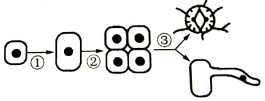 ① ② ③